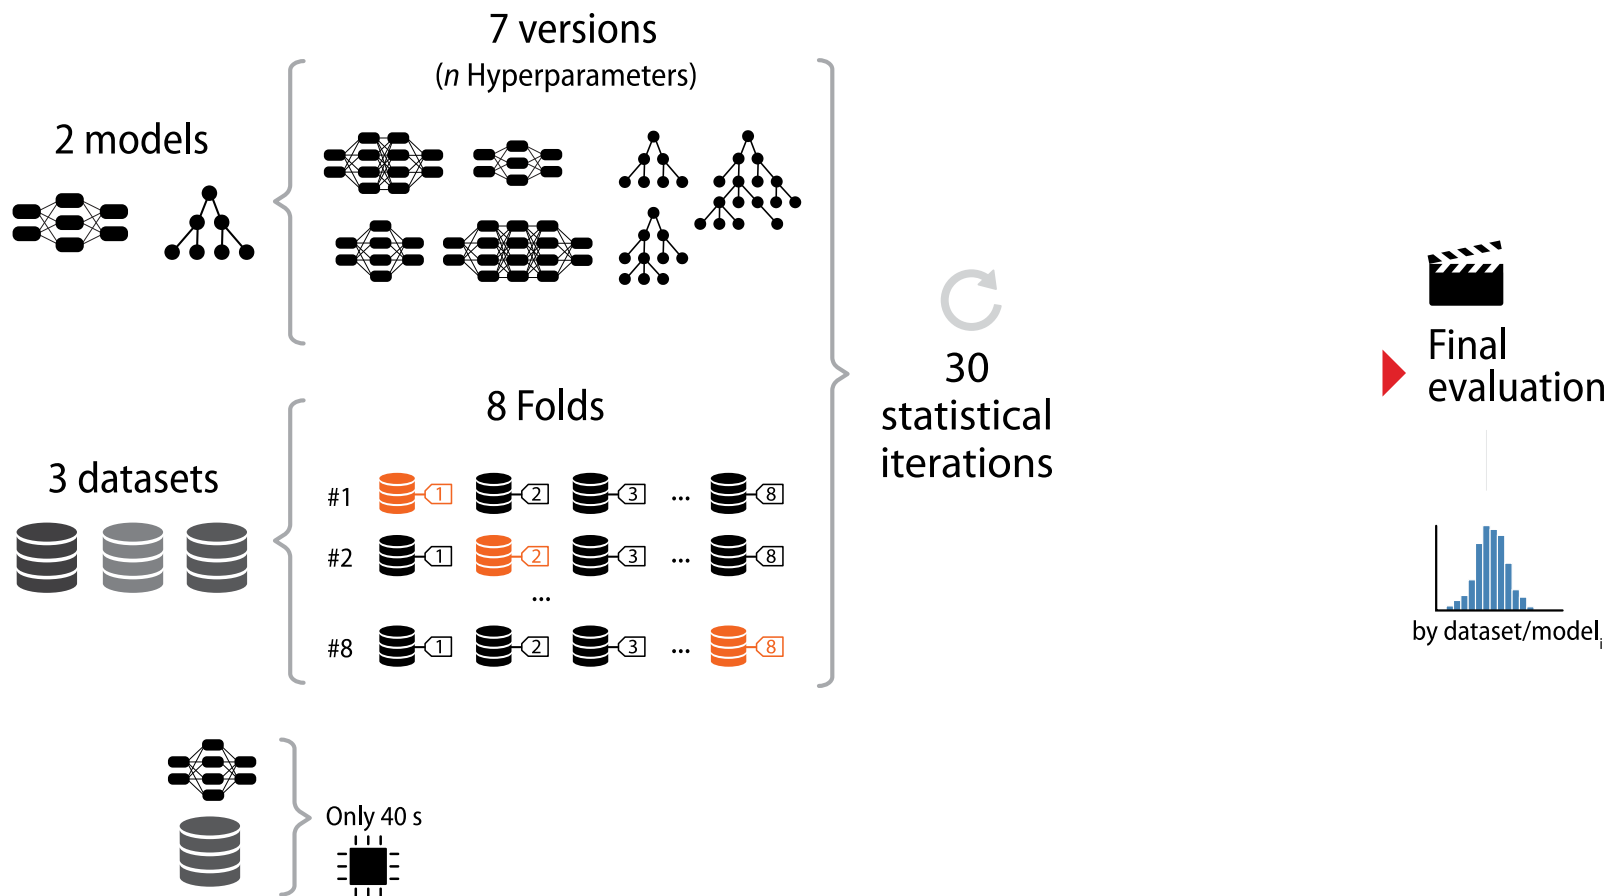 7 versions
(n Hyperparameters)
2 models
8 Folds
3 datasets
#1 1 2 3 ... 8
#2 1 2 3 ... 8
...
#8 1 2 3 ... 8
30
statistical
iterations
Final
evaluation
by dataset/model i
Only 40 s